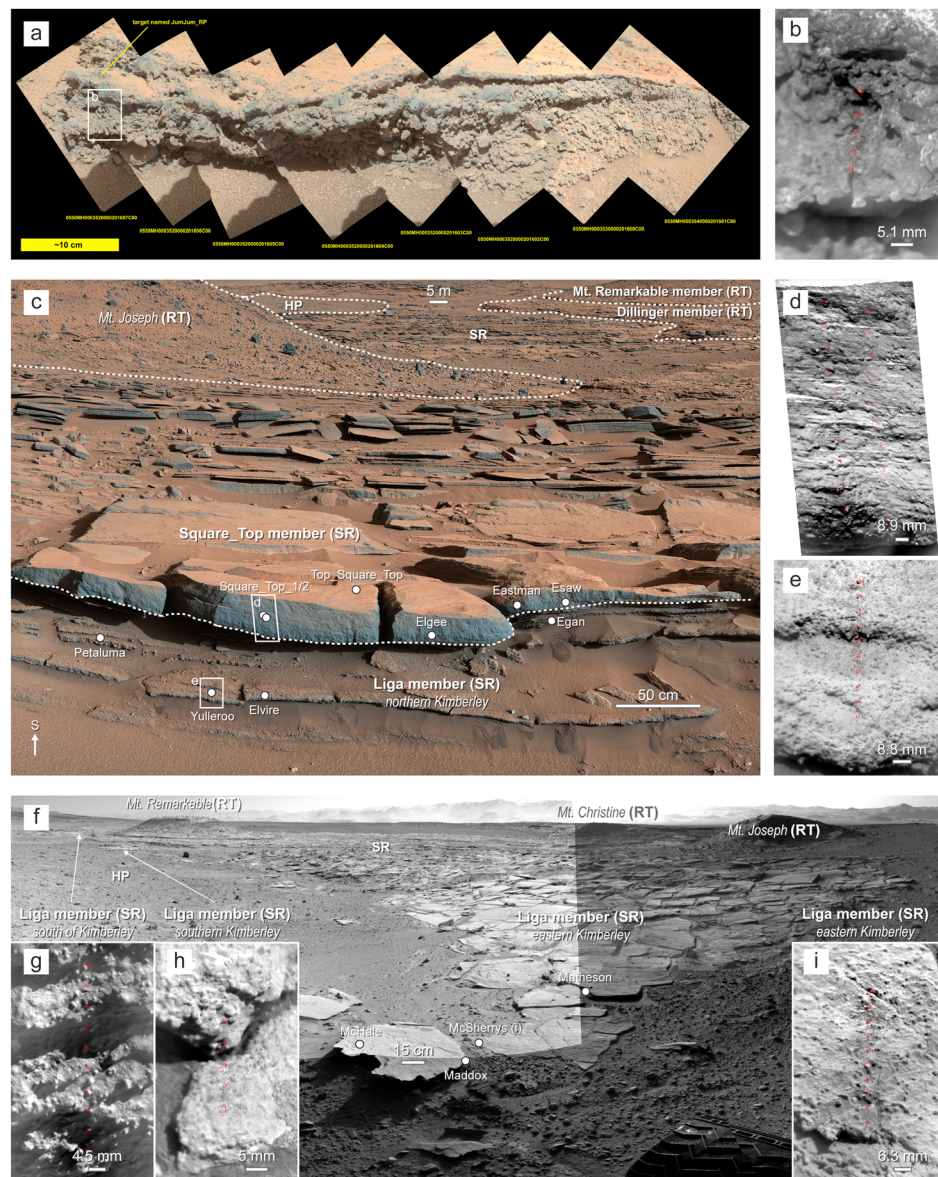 a
target named JumJum_RP
b
0550MH0003520000201607C00
0550MH0003520000201606C00
0550MH0003520000201605C00
0550MH0003520000201604C00
0550MH0003520000201603C00
0550MH0003520000201602C00
0550MH0003530000201600C00
0550MH0003540000201601C00
~10 cm
b
5.1 mm
c
5 m
Mt. Joseph (RT)
HP
Mt. Remarkable member (RT)
Dillinger member (RT)
SR
Square_Top member (SR)
Square_Top_1/2
Top_Square_Top
d
Eastman
Esaw
Elgee
Egan
Petaluma
Liga member (SR)
northern Kimberley
e
Yulleroo
Elvire
50 cm
S
d
8.9 mm
e
8.8 mm
f
Mt. Remarkable (RT)
Mt. Christine (RT)
Mt. Joseph (RT)
SR
HP
Liga member (SR)
south of Kimberley
Liga member (SR)
southern Kimberley
Liga member (SR)
eastern Kimberley
Liga member (SR)
eastern Kimberley
Matheson
McHale
McSherrys (i)
15 cm
Maddox
g
4.5 mm
h
5 mm
i
6.3 mm